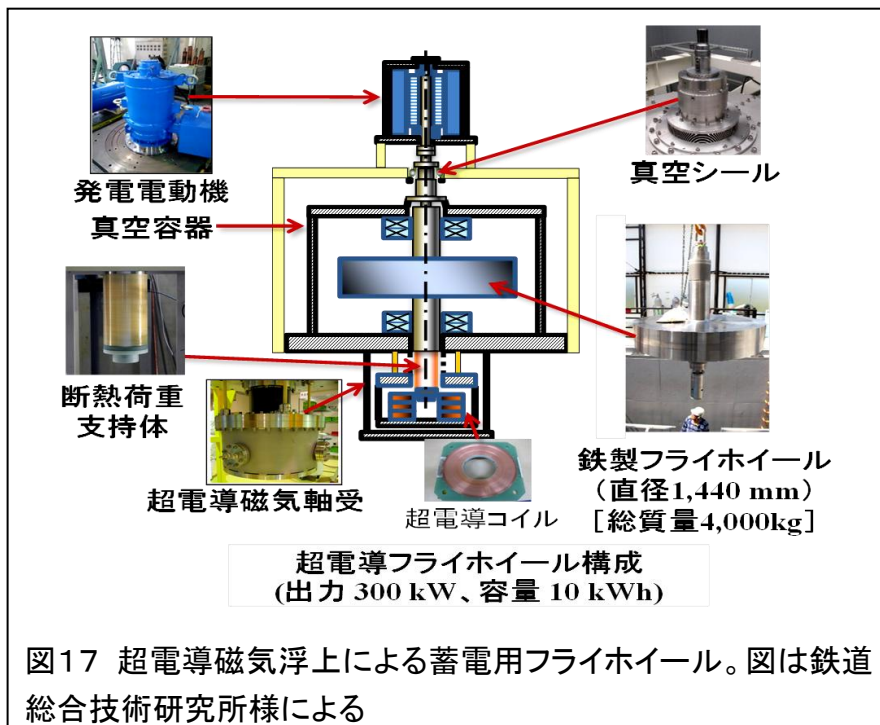 発電電動機
真空シール
真空容器
断熱荷重
支持体
超電導磁気軸受
超電導コイル
鉄製フライホイール
（直径1,440 mm）
［総質量4,000kg］
超電導フライホイール構成
(出力 300 kW、容量 10 kWh)
図17 超電導磁気浮上による蓄電用フライホイール。図は鉄道
総合技術研究所様による